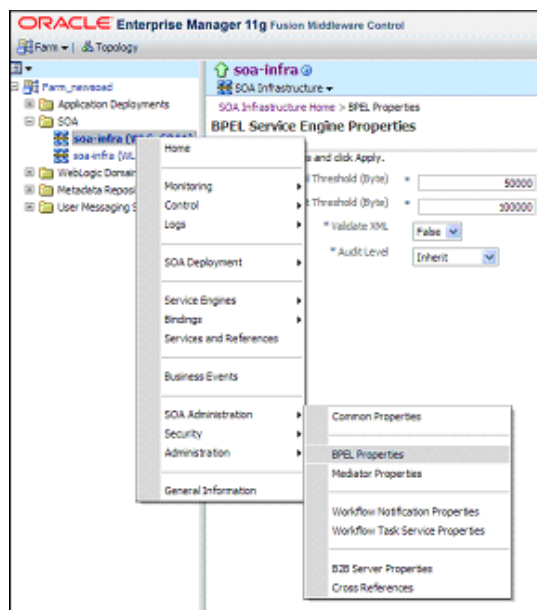 ORACLE Enterprise Manager 11g Fusion Middleware Control
Farm | Topology
Farm_newsoad
Application Deployments
SOA
soa-infra
soa-infra (WL
WebLogic Domain
Metadata Reposi
User Messaging S
soa-infra
SOA Infrastructure
SOA Infrastructure Home > BPEL Properties
BPEL Service Engine Properties
s and click Apply.
Threshold (Byte) * 50000
Threshold (Byte) * 100000
* Validate XML False
* Audit Level Inherit
Home
Monitoring
Control
Logs
SOA Deployment
Service Engines
Bindings
Services and References
Business Events
SOA Administration
Security
Administration
General Information
Common Properties
BPEL Properties
Mediator Properties
Workflow Notification Properties
Workflow Task Service Properties
B2B Server Properties
Cross References